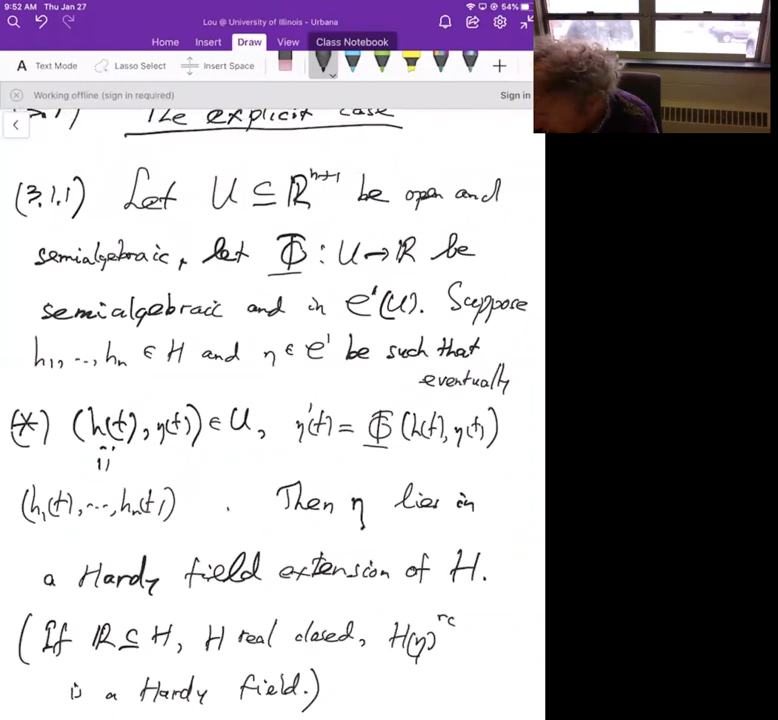 9:52 AM Thu Jan 27
54%
Lou @ University of Illinois - Urbana
Home Insert Draw View Class Notebook
A Text Mode Lasso Select Insert Space
Working offline (sign in required) Sign in
The explicit case
(3.1.1) Let U ⊆ ℝⁿ⁺¹ be open and
semialgebraic, let Φ : U → ℝ be
semialgebraic and in C¹(U). Suppose
h₁, ..., hₙ ∈ H and η ∈ C¹ be such that
eventually
(*) (h(t), η(t)) ∈ U, η'(t) = Φ(h(t), η(t))
(h₁(t), ..., hₙ(t)) . Then η lies in
a Hardy field extension of H.
(If ℝ ⊆ H, H real closed, H(η)ʳᶜ
is a Hardy field.)